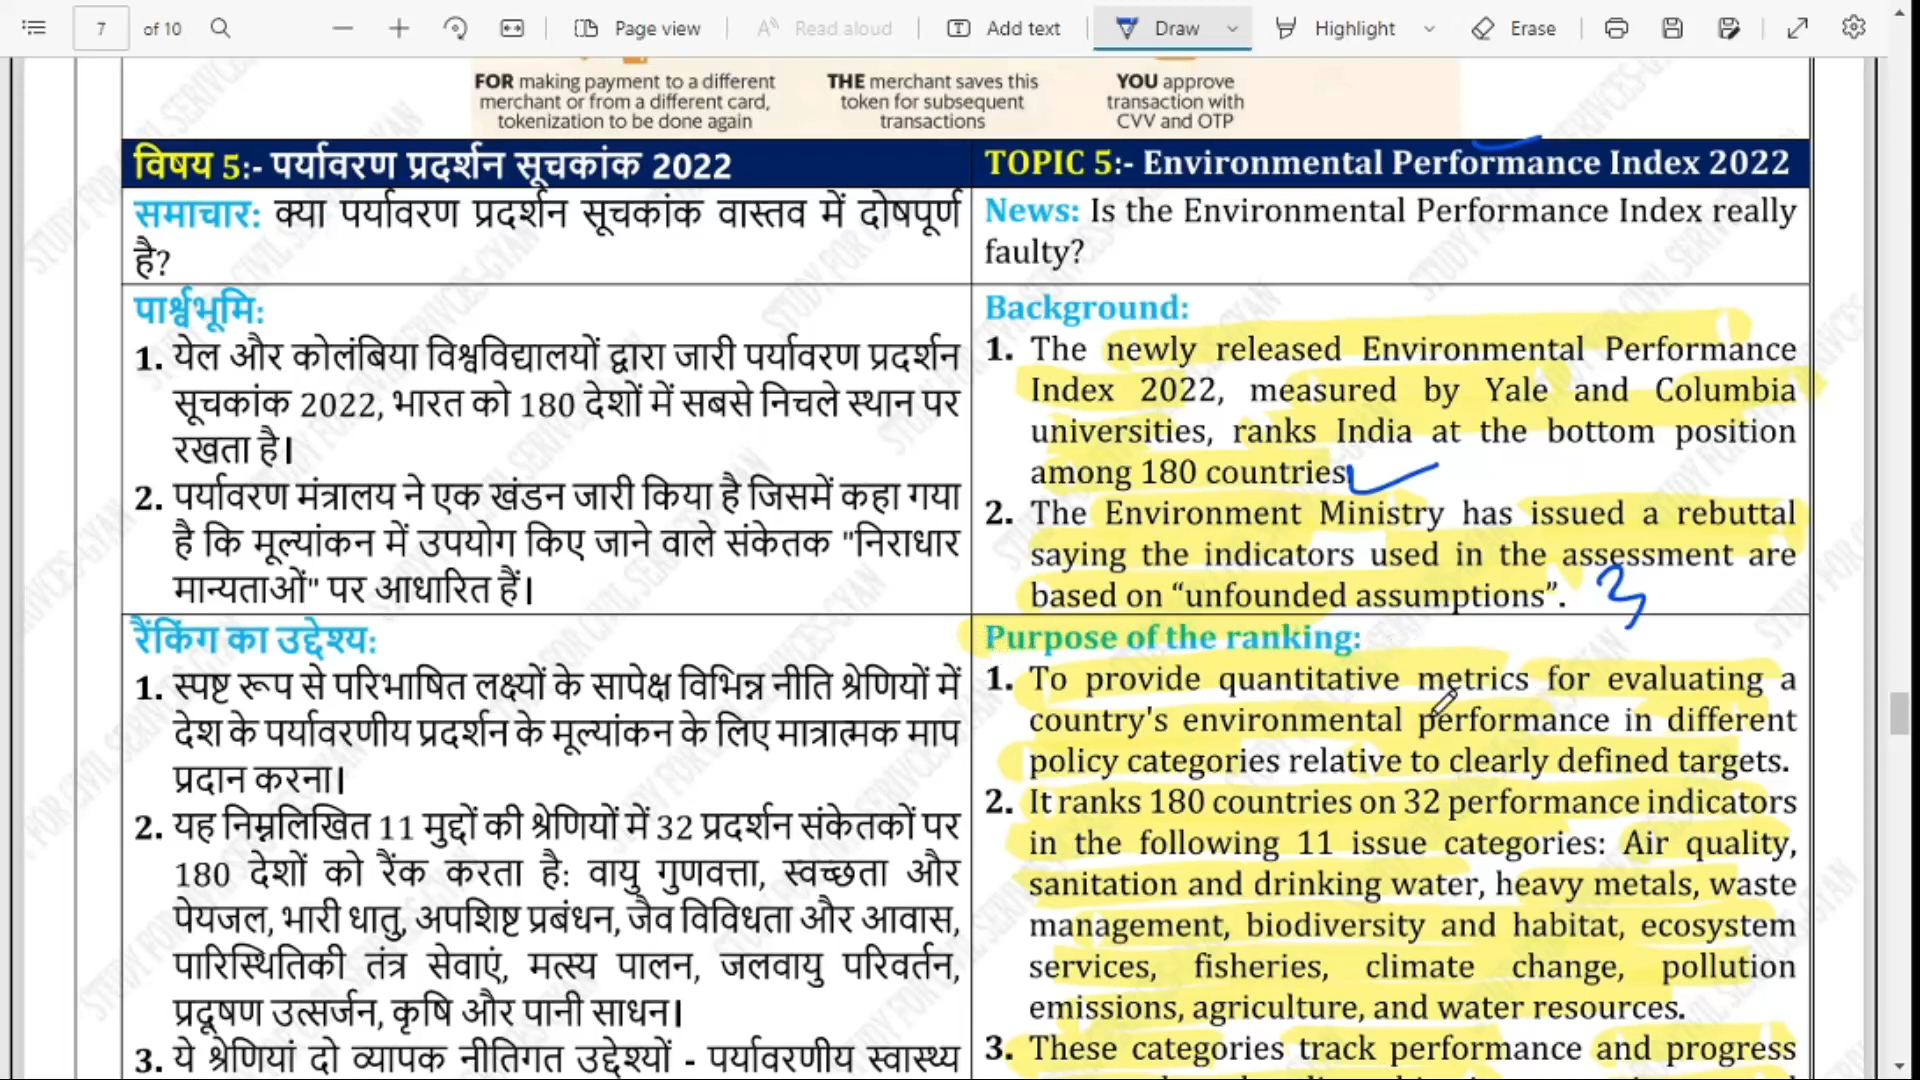 7 of 10 Page view Read aloud Add text Draw Highlight Erase
FOR making payment to a different
merchant or from a different card,
tokenization to be done again
THE merchant saves this
token for subsequent
transactions
YOU approve
transaction with
CVV and OTP
विषय 5:- पर्यावरण प्रदर्शन सूचकांक 2022
समाचार: क्या पर्यावरण प्रदर्शन सूचकांक वास्तव में दोषपूर्ण
है?
पार्श्वभूमि:
1. येल और कोलंबिया विश्वविद्यालयों द्वारा जारी पर्यावरण प्रदर्शन
सूचकांक 2022, भारत को 180 देशों में सबसे निचले स्थान पर
रखता है।
2. पर्यावरण मंत्रालय ने एक खंडन जारी किया है जिसमें कहा गया
है कि मूल्यांकन में उपयोग किए जाने वाले संकेतक "निराधार
मान्यताओं" पर आधारित हैं।
रैंकिंग का उद्देश्य:
1. स्पष्ट रूप से परिभाषित लक्ष्यों के सापेक्ष विभिन्न नीति श्रेणियों में
देश के पर्यावरणीय प्रदर्शन के मूल्यांकन के लिए मात्रात्मक माप
प्रदान करना।
2. यह निम्नलिखित 11 मुद्दों की श्रेणियों में 32 प्रदर्शन संकेतकों पर
180 देशों को रैंक करता है: वायु गुणवत्ता, स्वच्छता और
पेयजल, भारी धातु, अपशिष्ट प्रबंधन, जैव विविधता और आवास,
पारिस्थितिकी तंत्र सेवाएं, मत्स्य पालन, जलवायु परिवर्तन,
प्रदूषण उत्सर्जन, कृषि और पानी साधन।
3. ये श्रेणियां दो व्यापक नीतिगत उद्देश्यों - पर्यावरणीय स्वास्थ्य
TOPIC 5:- Environmental Performance Index 2022
News: Is the Environmental Performance Index really
faulty?
Background:
1. The newly released Environmental Performance
Index 2022, measured by Yale and Columbia
universities, ranks India at the bottom position
among 180 countries
2. The Environment Ministry has issued a rebuttal
saying the indicators used in the assessment are
based on “unfounded assumptions”.
Purpose of the ranking:
1. To provide quantitative metrics for evaluating a
country's environmental performance in different
policy categories relative to clearly defined targets.
2. It ranks 180 countries on 32 performance indicators
in the following 11 issue categories: Air quality,
sanitation and drinking water, heavy metals, waste
management, biodiversity and habitat, ecosystem
services, fisheries, climate change, pollution
emissions, agriculture, and water resources.
3. These categories track performance and progress